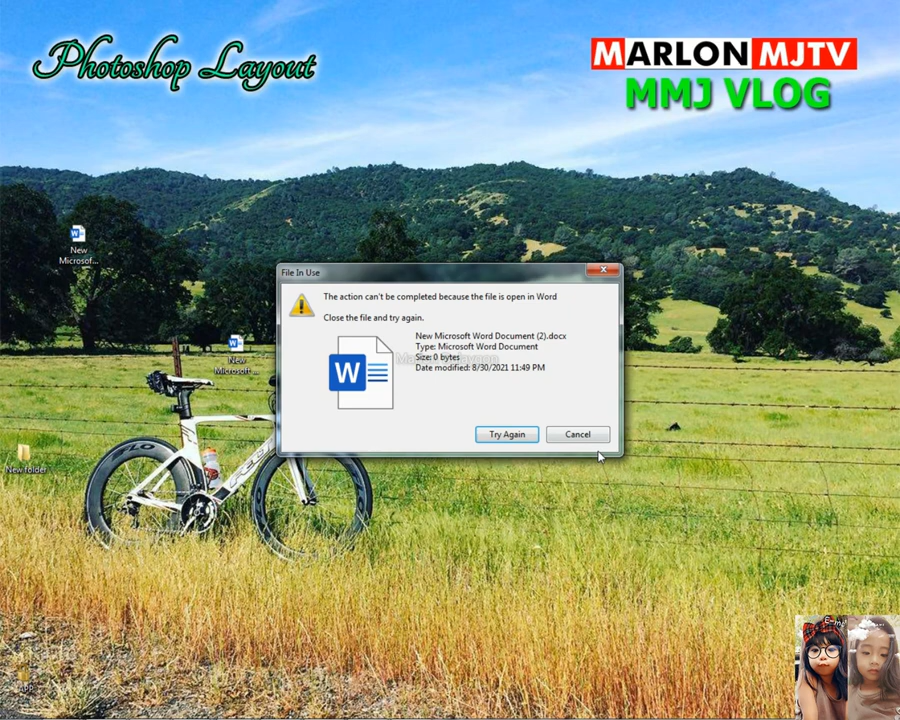 Photoshop Layout
MARLON MJTV
MMJ VLOG
New
Microsof...
File In Use
The action can't be completed because the file is open in Word
Close the file and try again.
New Microsoft Word Document (2).docx
Type: Microsoft Word Document
Size: 0 bytes
Date modified: 8/30/2021 11:49 PM
W
New
Microsoft ...
Try Again
Cancel
New folder